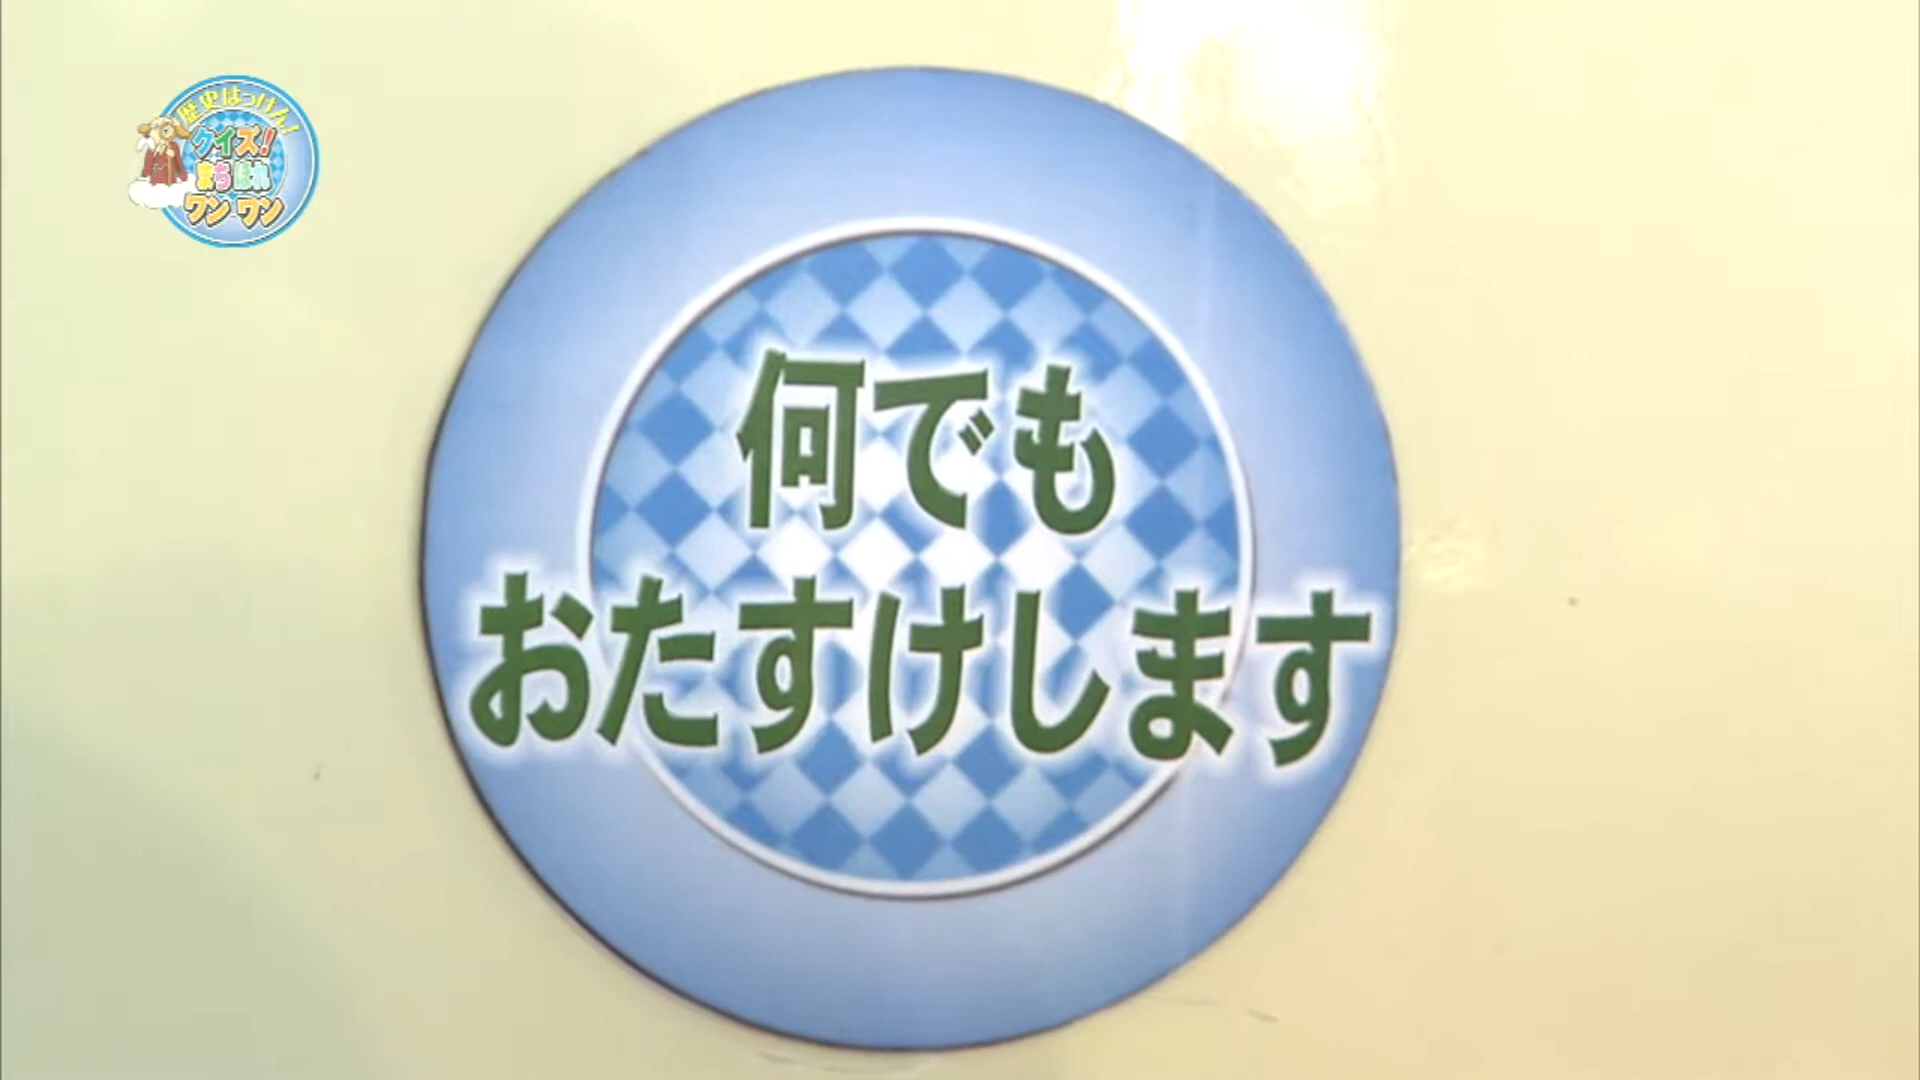 歴史はっけん!
クイズ!
まちばれ
ワンワン
何でも
おたすけします